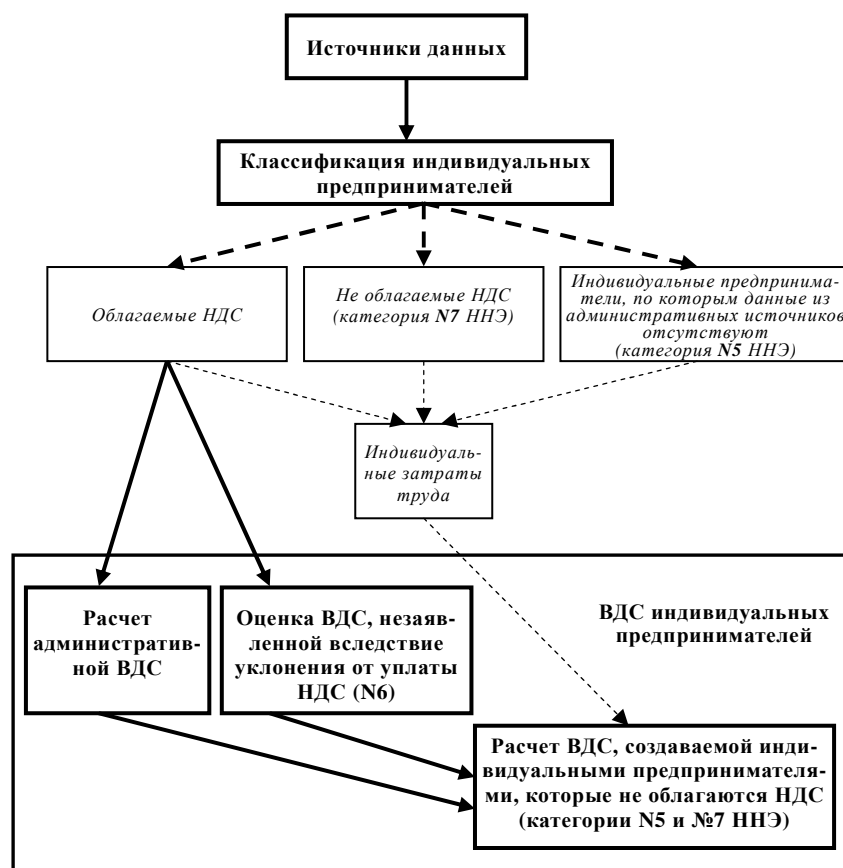 Источники данных
Классификация индивидуальных
предпринимателей
Облагаемые НДС
Не облагаемые НДС
(категория N7 ННЭ)
Индивидуальные предпринима-
тели, по которым данные из
административных источников
отсутствуют
(категория N5 ННЭ)
Индивидуаль-
ные затраты
труда
Расчет
административ-
ной ВДС
Оценка ВДС, незаяв-
ленной вследствие
уклонения от уплаты
НДС (N6)
ВДС индивидуальных
предпринимателей
Расчет ВДС, создаваемой инди-
видуальными предпринимателя-
ми, которые не облагаются НДС
(категории N5 и №7 ННЭ)